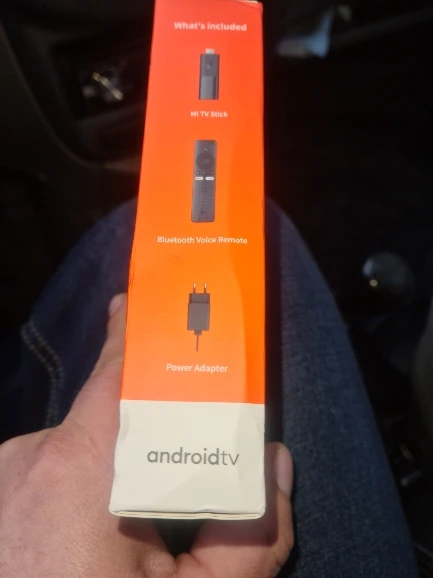 What's included
Mi TV Stick
Bluetooth Voice Remote
Power Adapter
androidtv